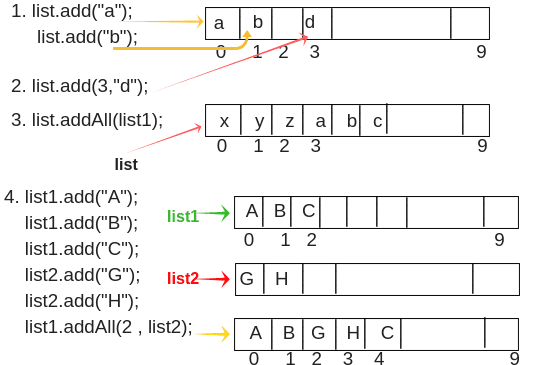 1. list.add("a");
a b d
list.add("b");
0 1 2 3 9
2. list.add(3,"d");
3. list.addAll(list1);
x y z a b c
0 1 2 3 9
list
4. list1.add("A");
list1
A B C
list1.add("B");
0 1 2 9
list1.add("C");
list2.add("G");
list2
G H
list2.add("H");
list1.addAll(2 , list2);
A B G H C
0 1 2 3 4 9